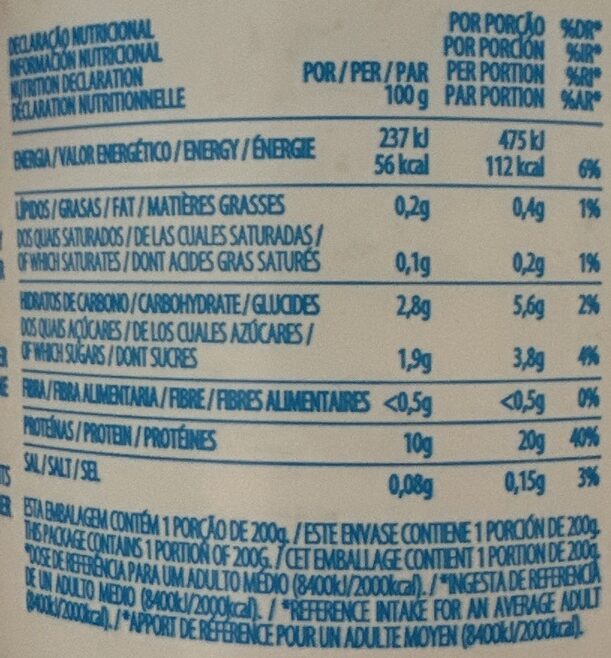 DECLARAÇÃO NUTRICIONAL
INFORMACIÓN NUTRICIONAL
NUTRITION DECLARATION
DÉCLARATION NUTRITIONNELLE
POR / PER / PAR
100 g
POR PORÇÃO %DR*
POR PORCIÓN %IR*
PER PORTION %RI*
PAR PORTION %AR*
ENERGIA / VALOR ENERGÉTICO / ENERGY / ÉNERGIE 237 kJ 475 kJ
56 kcal 112 kcal 6%
LÍPIDOS / GRASAS / FAT / MATIÈRES GRASSES 0,2g 0,4g 1%
DOS QUAIS SATURADOS / DE LAS CUALES SATURADAS /
OF WHICH SATURATES / DONT ACIDES GRAS SATURÉS 0,1g 0,2g 1%
HIDRATOS DE CARBONO / CARBOHYDRATE / GLUCIDES 2,8g 5,6g 2%
DOS QUAIS AÇÚCARES / DE LOS CUALES AZÚCARES /
OF WHICH SUGARS / DONT SUCRES 1,9g 3,8g 4%
FIBRA / FIBRA ALIMENTARIA / FIBRE / FIBRES ALIMENTAIRES <0,5g <0,5g 0%
PROTEÍNAS / PROTEIN / PROTÉINES 10g 20g 40%
SAL / SALT / SEL 0,08g 0,15g 3%
ESTA EMBALAGEM CONTÉM 1 PORÇÃO DE 200g. / ESTE ENVASE CONTIENE 1 PORCIÓN DE 200g.
THIS PACKAGE CONTAINS 1 PORTION OF 200G. / CET EMBALLAGE CONTIENT 1 PORTION DE 200g.
*DOSE DE REFERÊNCIA PARA UM ADULTO MÉDIO (8400kJ/2000kcal). / *INGESTA DE REFERENCIA
DE UN ADULTO MEDIO (8400kJ/2000kcal). / *REFERENCE INTAKE FOR AN AVERAGE ADULT
(8400kJ/2000kcal). / *APPORT DE RÉFÉRENCE POUR UN ADULTE MOYEN (8400kJ/2000kcal).